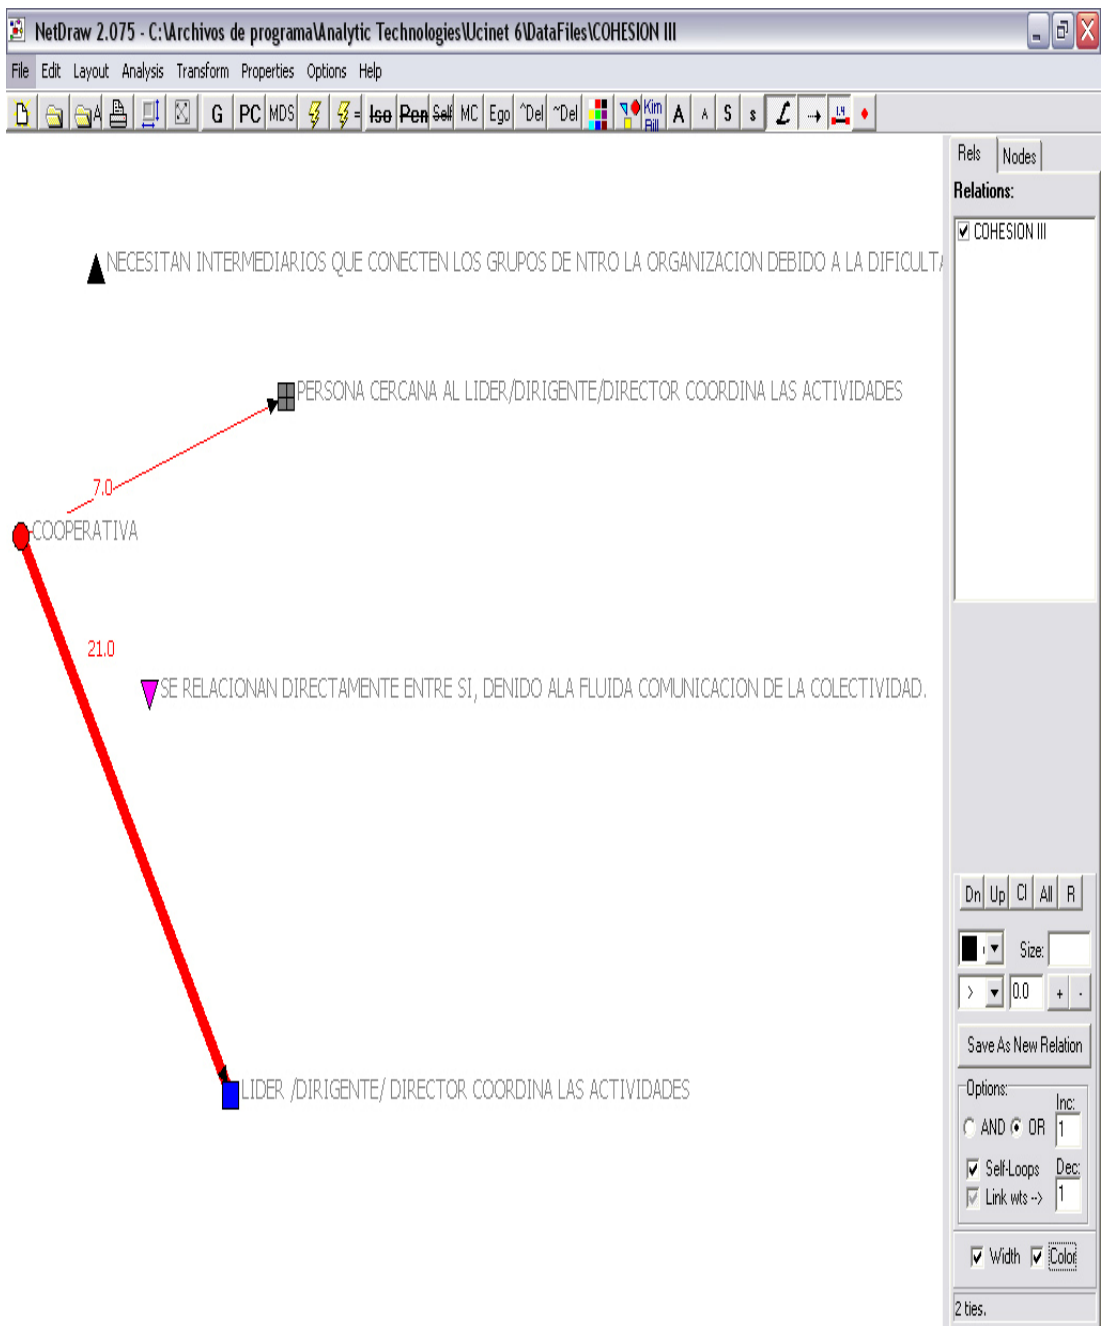 NetDraw 2.075 - C:\Archivos de programa\Analytic Technologies\Ucinet 6\DataFiles\COHESION III
File Edit Layout Analysis Transform Properties Options Help
A G PC MDS = Iso Pen Self MC Ego ^Del ~Del Kim Bill A A S s L
Rels Nodes
Relations:
COHESION III
NECESITAN INTERMEDIARIOS QUE CONECTEN LOS GRUPOS DE NTRO LA ORGANIZACION DEBIDO A LA DIFICULTA
PERSONA CERCANA AL LIDER/DIRIGENTE/DIRECTOR COORDINA LAS ACTIVIDADES
7.0
COOPERATIVA
21.0
SE RELACIONAN DIRECTAMENTE ENTRE SI, DENIDO ALA FLUIDA COMUNICACION DE LA COLECTIVIDAD.
LIDER /DIRIGENTE/ DIRECTOR COORDINA LAS ACTIVIDADES
Dn Up Cl All R
Size:
> 0.0 + -
Save As New Relation
Options:
Inc:
AND OR 1
Self-Loops Dec:
Link wts --> 1
Width Color
2 ties.